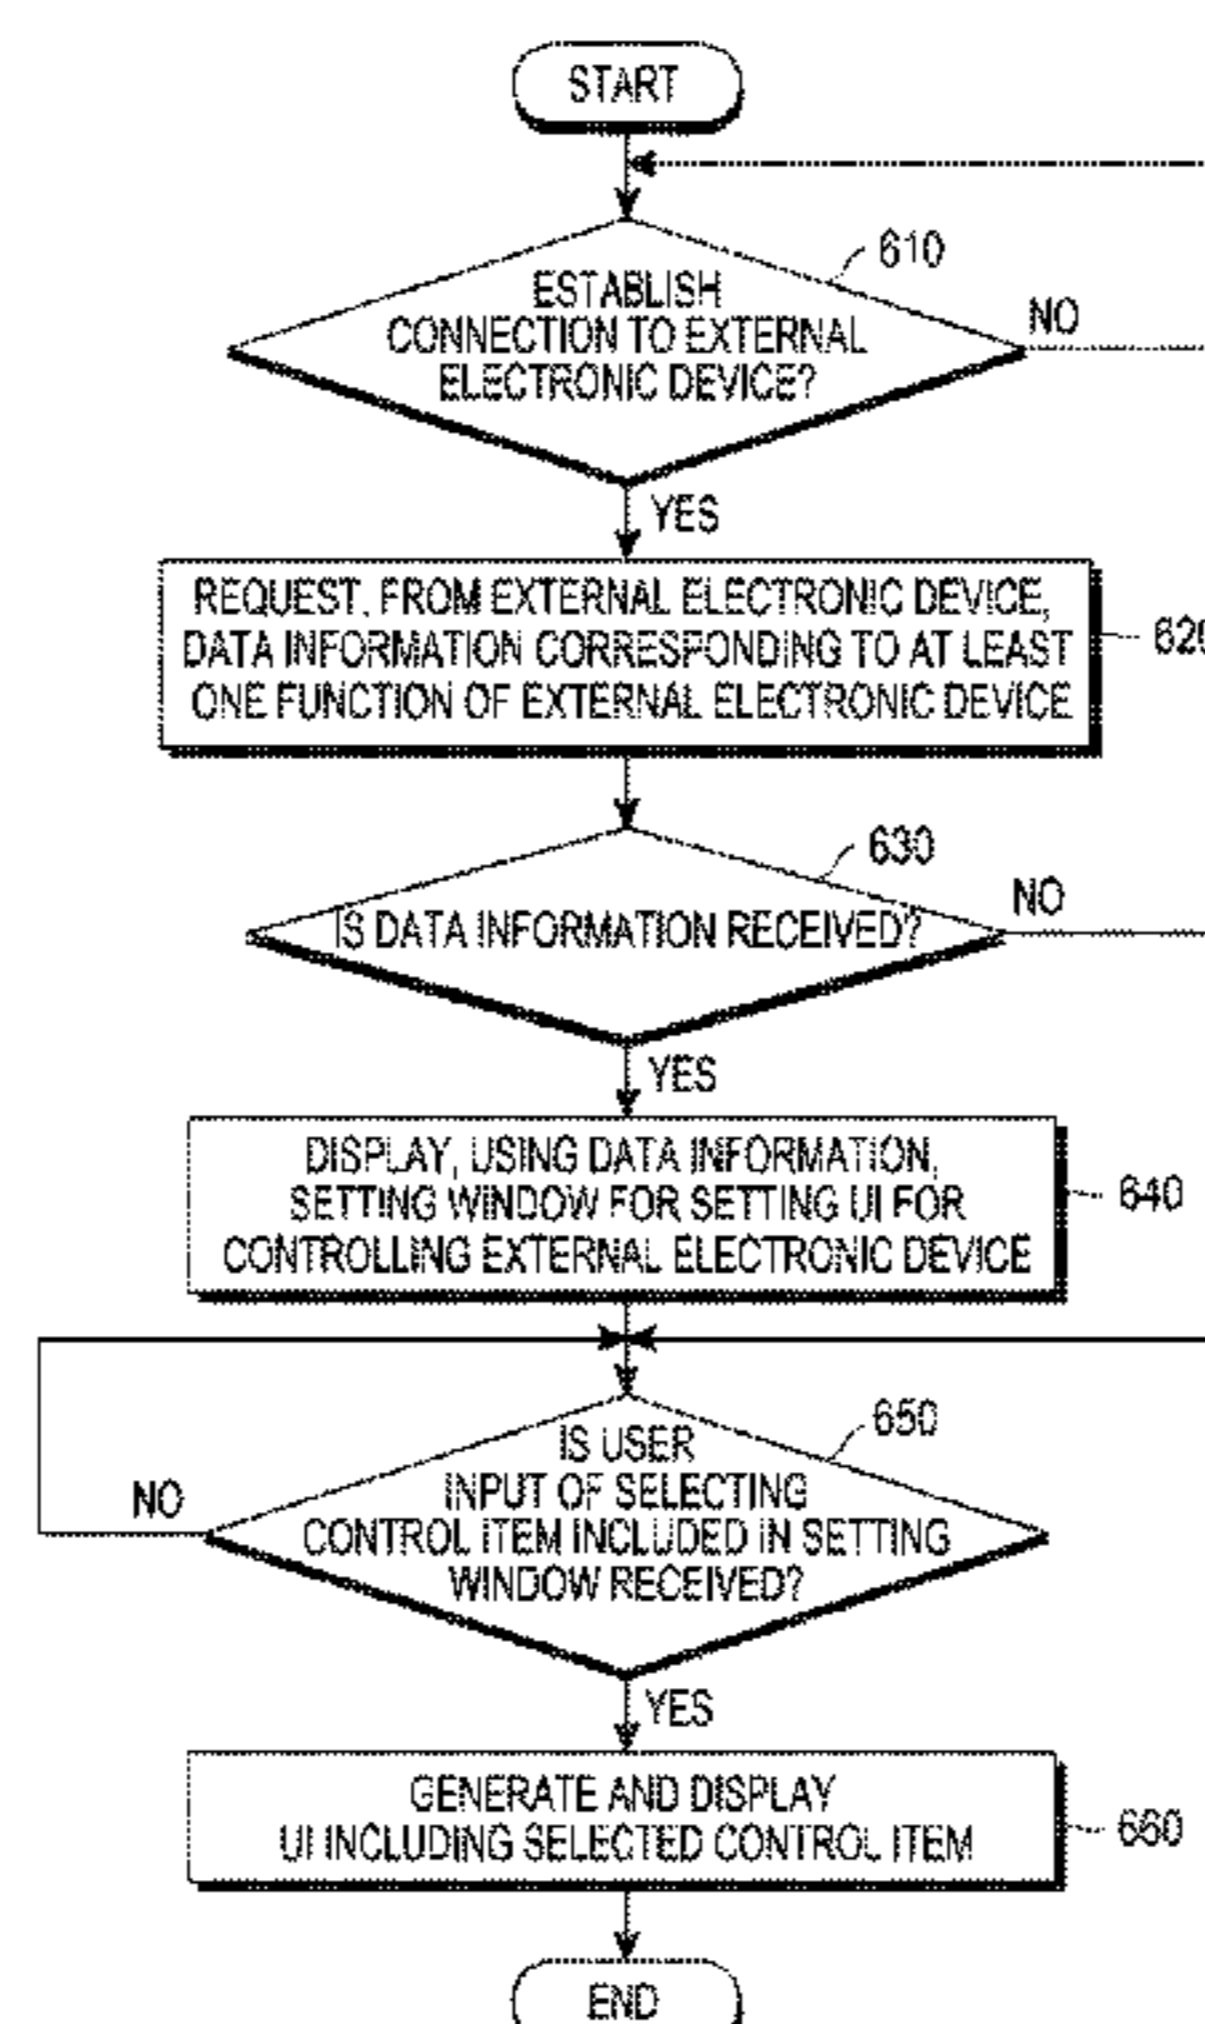 START
610
ESTABLISH
CONNECTION TO EXTERNAL
ELECTRONIC DEVICE?
NO
YES
REQUEST, FROM EXTERNAL ELECTRONIC DEVICE,
DATA INFORMATION CORRESPONDING TO AT LEAST
ONE FUNCTION OF EXTERNAL ELECTRONIC DEVICE
620
630
IS DATA INFORMATION RECEIVED?
NO
YES
DISPLAY, USING DATA INFORMATION,
SETTING WINDOW FOR SETTING UI FOR
CONTROLLING EXTERNAL ELECTRONIC DEVICE
640
650
IS USER
INPUT OF SELECTING
CONTROL ITEM INCLUDED IN SETTING
WINDOW RECEIVED?
NO
YES
GENERATE AND DISPLAY
UI INCLUDING SELECTED CONTROL ITEM
660
END